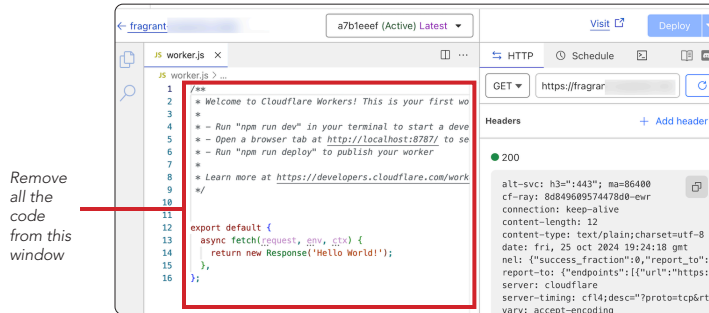 ← fragrant-
a7b1eeef (Active) Latest
Visit
Deploy
JS worker.js ×
JS worker.js > ...
1 /**
2 * Welcome to Cloudflare Workers! This is your first wo
3 *
4 * – Run "npm run dev" in your terminal to start a deve
5 * – Open a browser tab at http://localhost:8787/ to se
6 * – Run "npm run deploy" to publish your worker
7 *
8 * Learn more at https://developers.cloudflare.com/work
9 */
10
11
12 export default {
13 async fetch(request, env, ctx) {
14 return new Response('Hello World!');
15 },
16 };
Remove
all the
code
from this
window
HTTP
Schedule
GET
https://fragran
Headers
+ Add header
200
alt-svc: h3=":443"; ma=86400
cf-ray: 8d849609574478d0-ewr
connection: keep-alive
content-length: 12
content-type: text/plain;charset=utf-8
date: fri, 25 oct 2024 19:24:18 gmt
nel: {"success_fraction":0,"report_to":
report-to: {"endpoints":[{"url":"https:
server: cloudflare
server-timing: cfl4;desc="?proto=tcp&rt
vary: accept-encoding